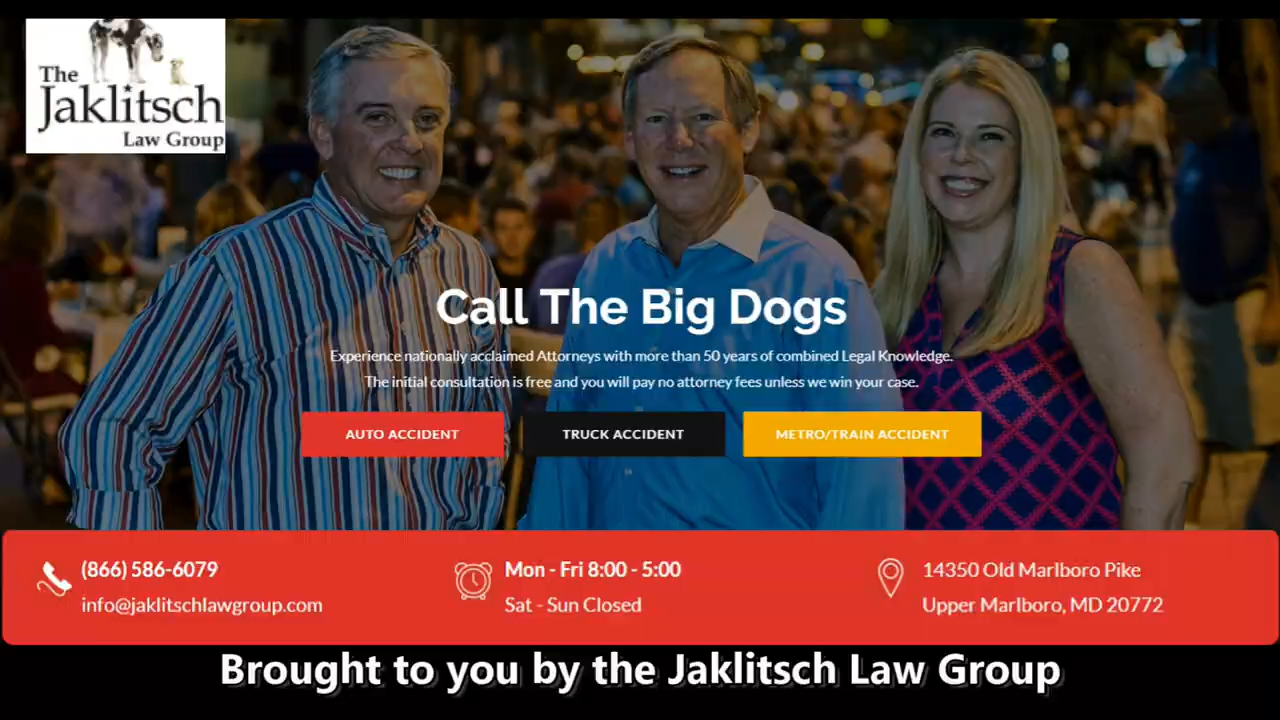 The
Jaklitsch
Law Group
Call The Big Dogs
Experience nationally acclaimed Attorneys with more than 50 years of combined Legal Knowledge.
The initial consultation is free and you will pay no attorney fees unless we win your case.
AUTO ACCIDENT
TRUCK ACCIDENT
METRO/TRAIN ACCIDENT
(866) 586-6079
info@jaklitschlawgroup.com
Mon - Fri 8:00 - 5:00
Sat - Sun Closed
14350 Old Marlboro Pike
Upper Marlboro, MD 20772
Brought to you by the Jaklitsch Law Group